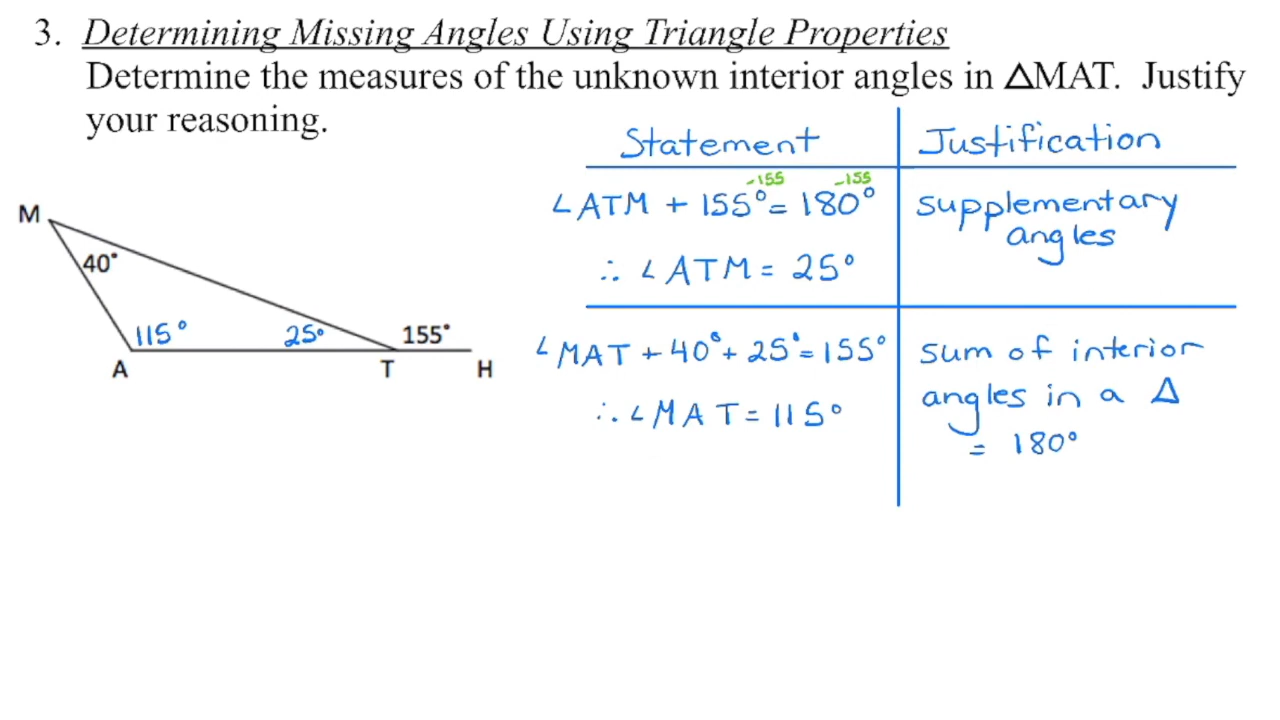 3. Determining Missing Angles Using Triangle Properties
Determine the measures of the unknown interior angles in ΔMAT. Justify
your reasoning.
Statement
Justification
-155 -155
∠ATM + 155° = 180°
supplementary
angles
∴ ∠ATM = 25°
∠MAT + 40° + 25° = 155°
sum of interior
angles in a Δ
= 180°
∴ ∠MAT = 115°
M
40°
115°
25°
155°
A
T
H